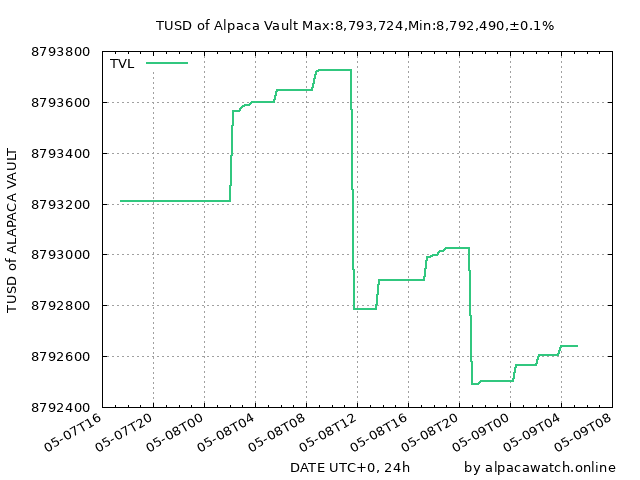 TUSD of Alpaca Vault Max:8,793,724,Min:8,792,490,±0.1%
TVL
8793800
8793600
8793400
8793200
8793000
8792800
8792600
8792400
TUSD of ALAPACA VAULT
05-07T16
05-07T20
05-08T00
05-08T04
05-08T08
05-08T12
05-08T16
05-08T20
05-09T00
05-09T04
05-09T08
DATE UTC+0, 24h
by alpacawatch.online